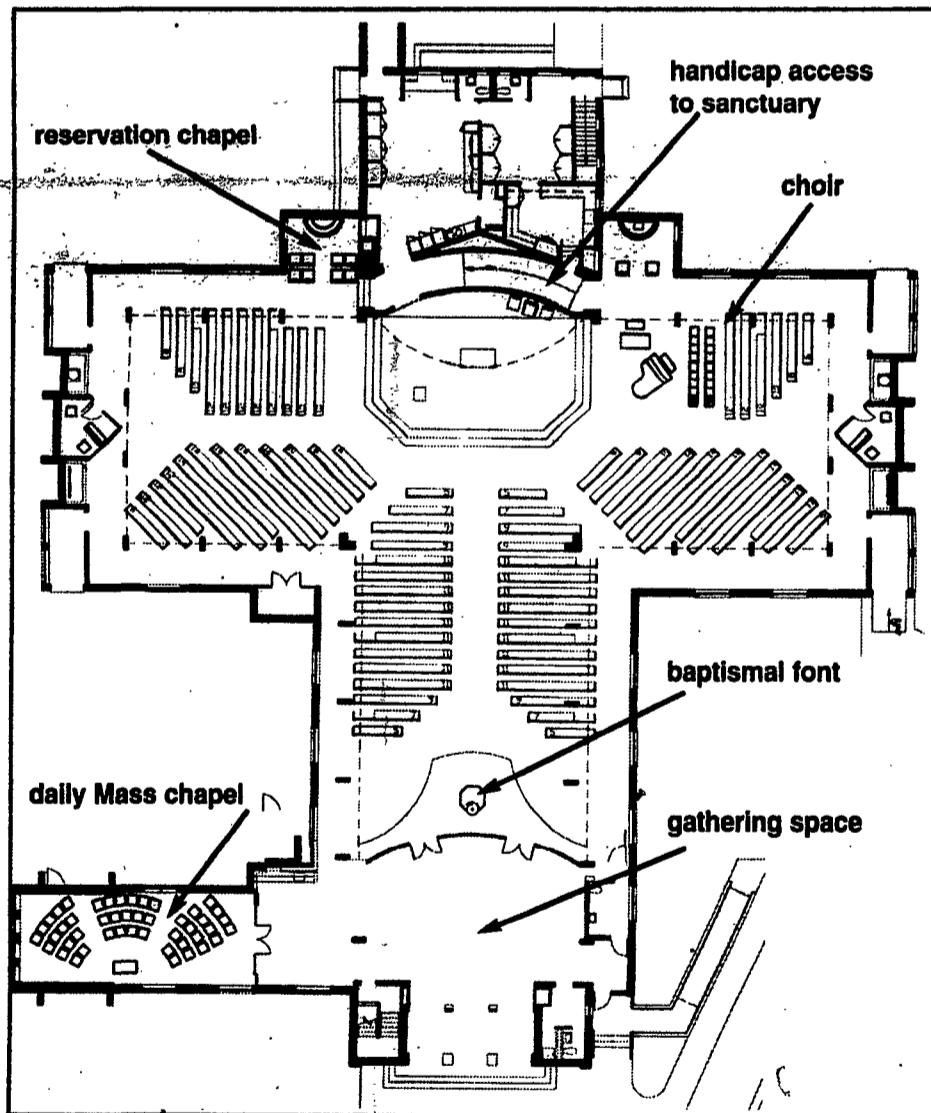 handicap access
to sanctuary
reservation chapel
choir
baptismal font
daily Mass chapel
gathering space